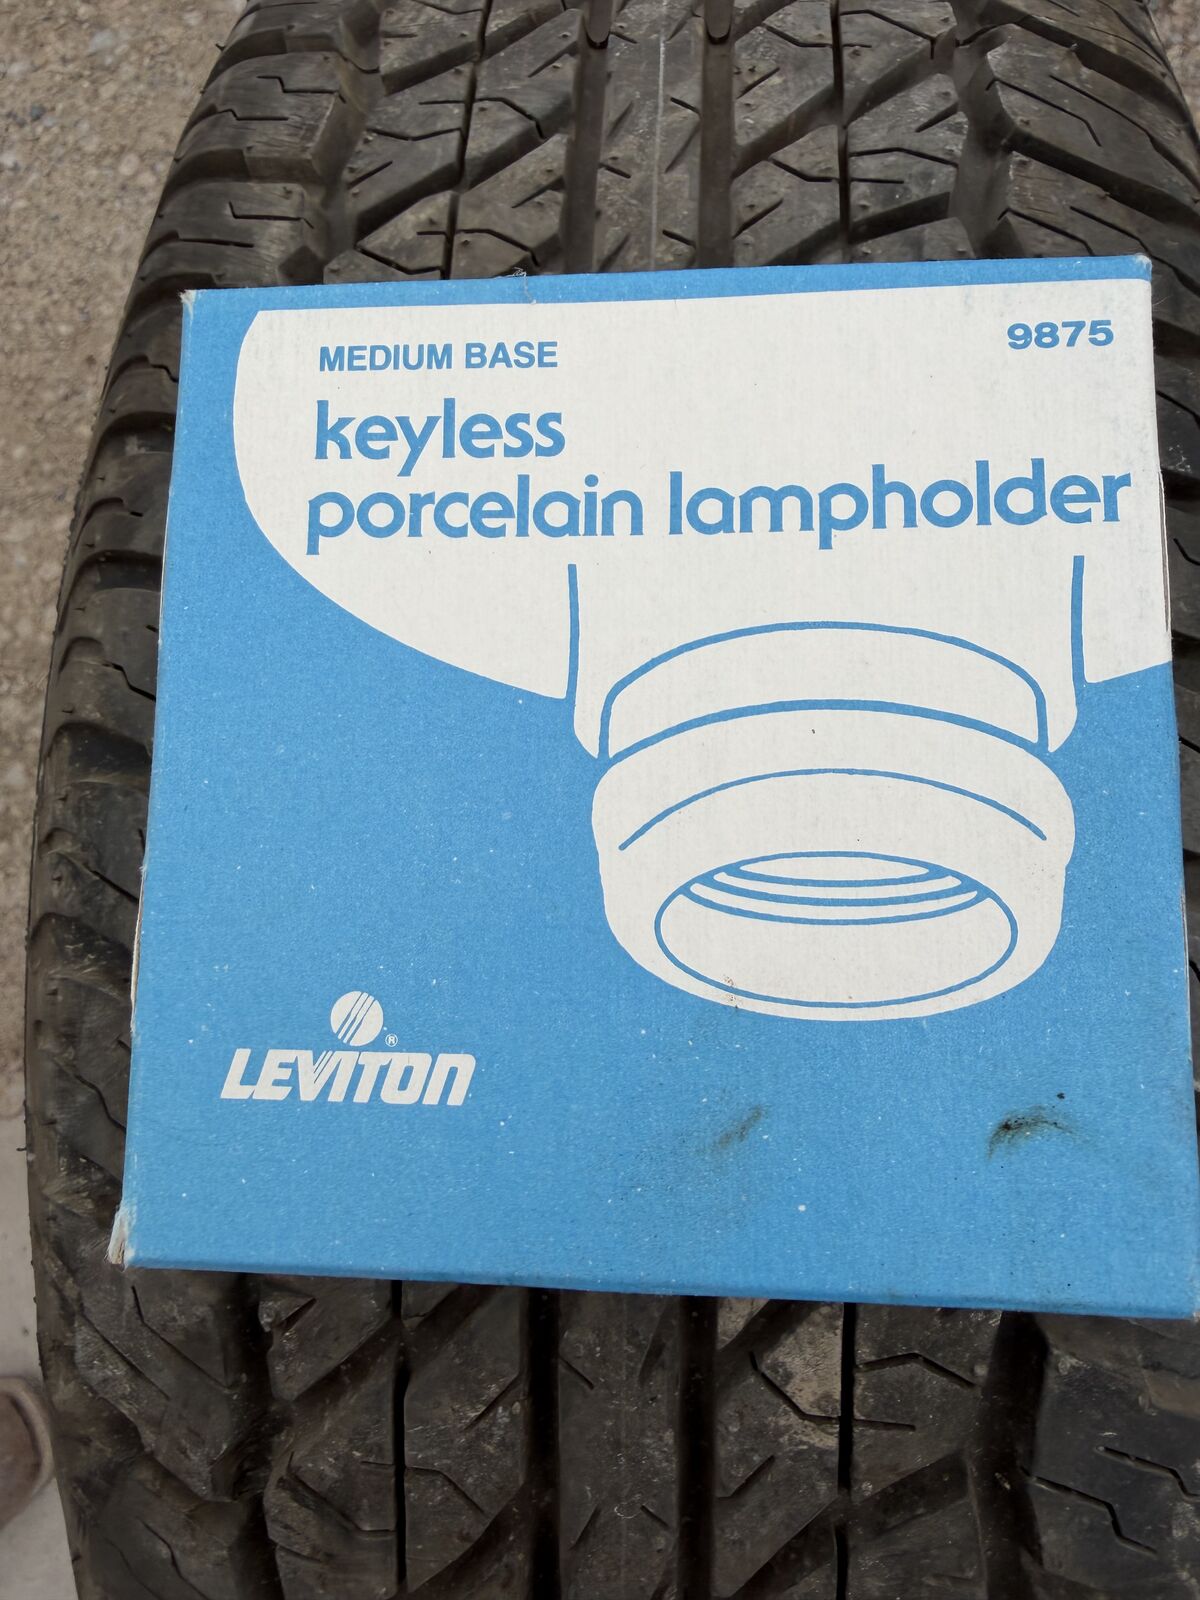 MEDIUM BASE
9875
keyless
porcelain lampholder
®
LEVITON